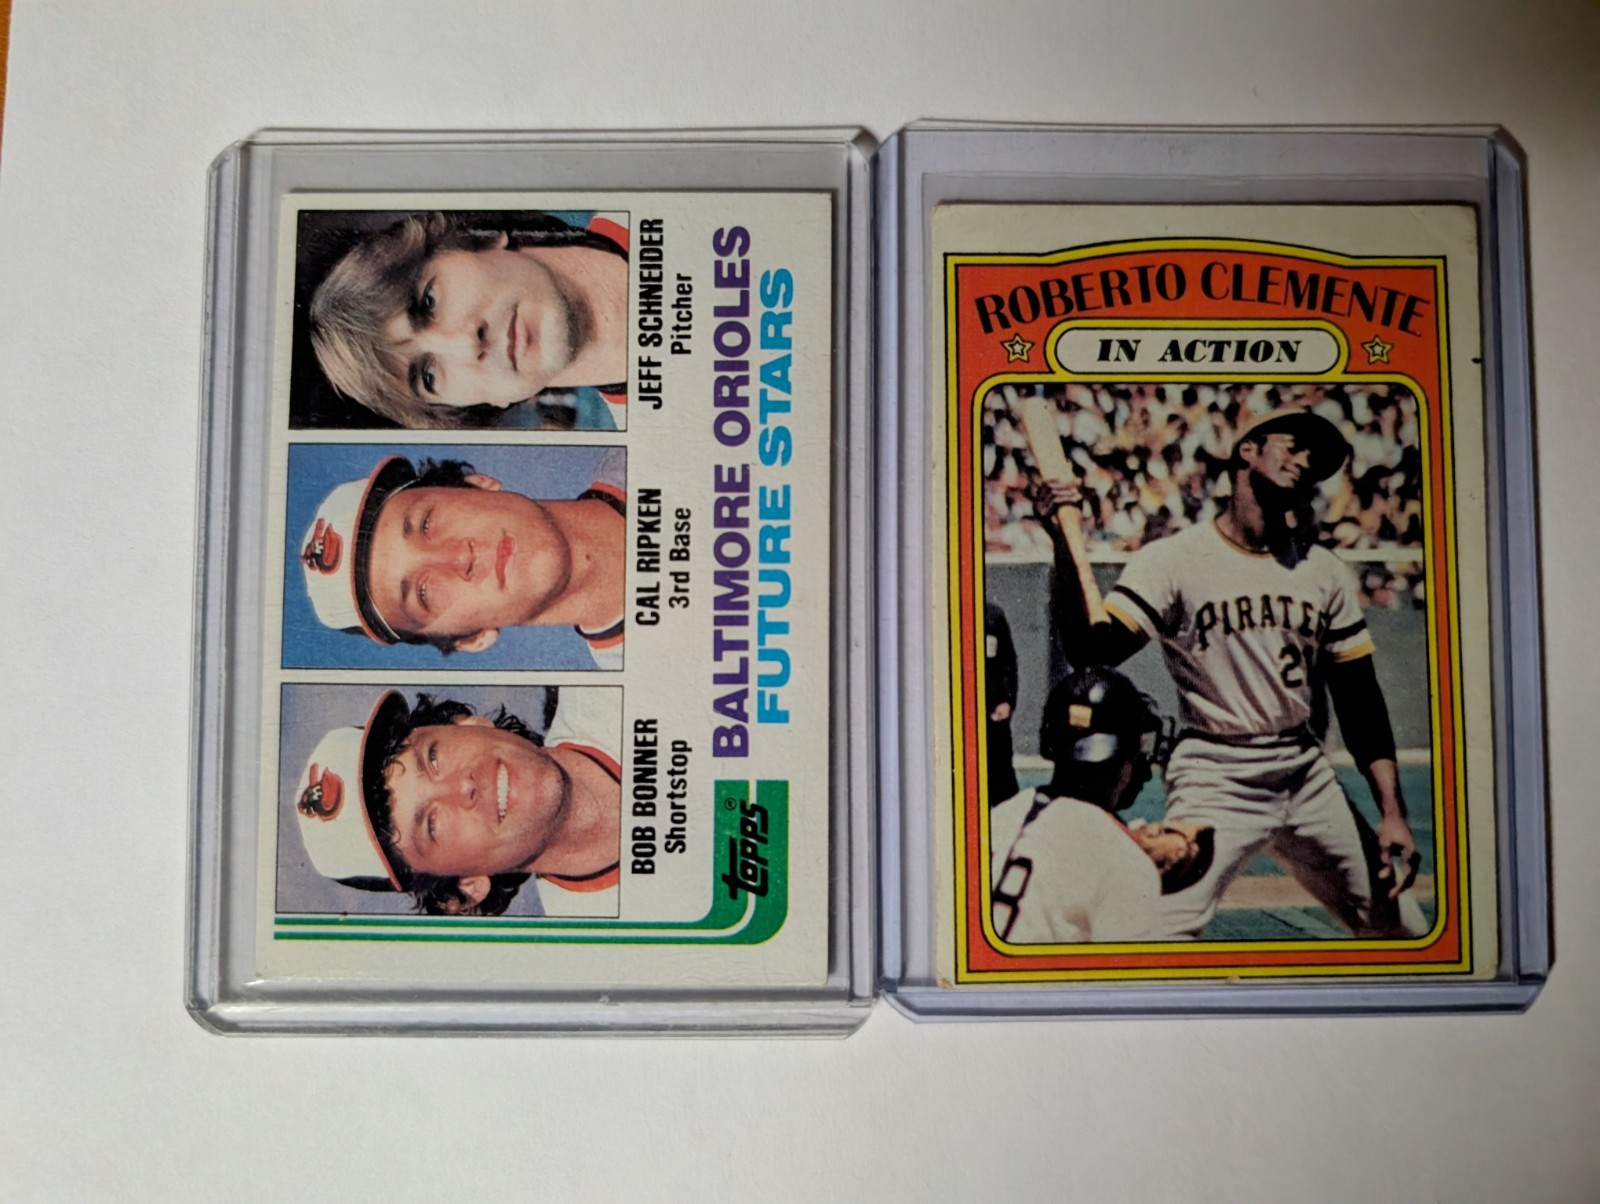 BOB BONNER
Shortstop
CAL RIPKEN
3rd Base
JEFF SCHNEIDER
Pitcher
TOPPS®
BALTIMORE ORIOLES
FUTURE STARS
ROBERTO CLEMENTE
IN ACTION
PIRATES
21
8